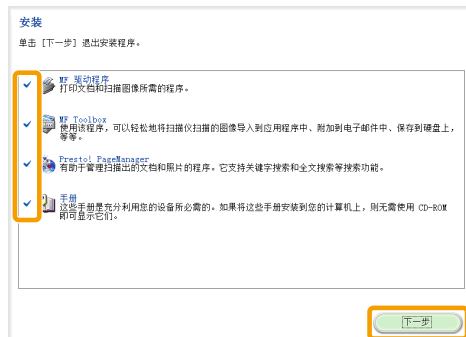 安装
单击 [下一步] 退出安装程序。
MF 驱动程序
打印文档和扫描图像所需的程序。
MF Toolbox
使用该程序，可以轻松地将扫描仪扫描的图像导入到应用程序中、附加到电子邮件中、保存到硬盘上，
等等。
Presto! PageManager
有助于管理扫描出的文档和照片的程序。它支持关键字搜索和全文搜索等搜索功能。
手册
这些手册是充分利用您的设备所必需的。如果将这些手册安装到您的计算机上，则无需使用 CD-ROM
即可显示它们。
下一步